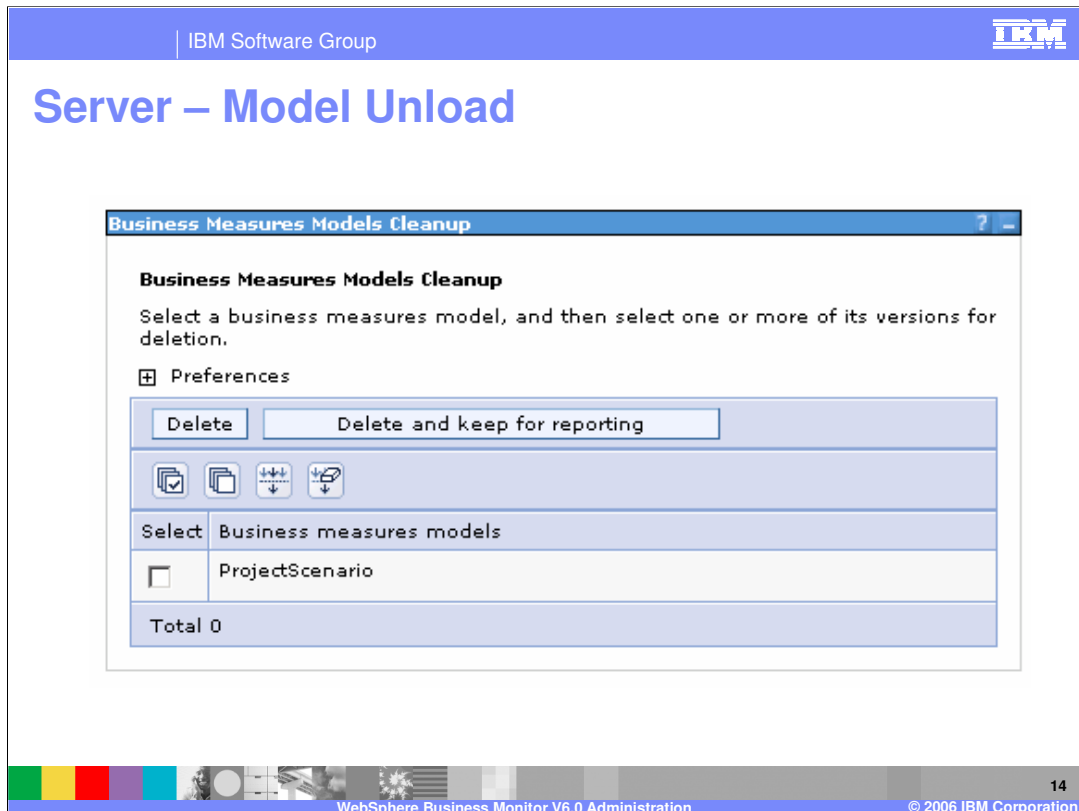 IBM Software Group
IBM
Server – Model Unload
Business Measures Models Cleanup
?
Business Measures Models Cleanup
Select a business measures model, and then select one or more of its versions for
deletion.
Preferences
Delete
Delete and keep for reporting
Select
Business measures models
ProjectScenario
Total 0
14
WebSphere Business Monitor V6.0 Administration
© 2006 IBM Corporation